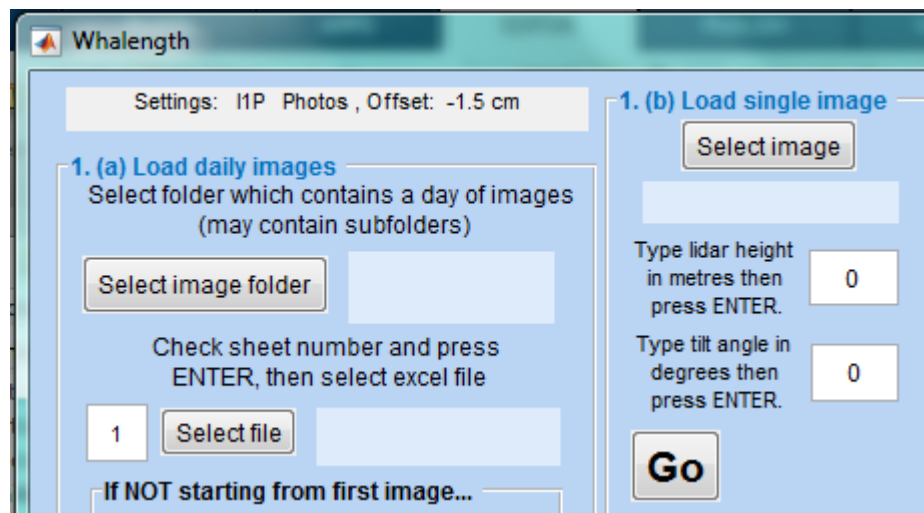 Whalength
Settings: I1P Photos , Offset: -1.5 cm
1. (a) Load daily images
Select folder which contains a day of images
(may contain subfolders)
Select image folder
Check sheet number and press
ENTER, then select excel file
1
Select file
If NOT starting from first image...
1. (b) Load single image
Select image
Type lidar height
in metres then
press ENTER.
0
Type tilt angle in
degrees then
press ENTER.
0
Go